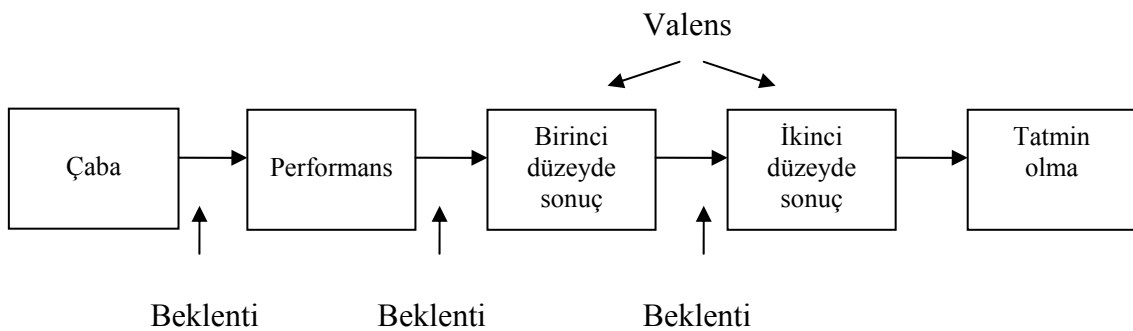 Valens
Çaba
Performans
Birinci
düzeyde
sonuç
İkinci
düzeyde
sonuç
Tatmin
olma
Beklenti
Beklenti
Beklenti